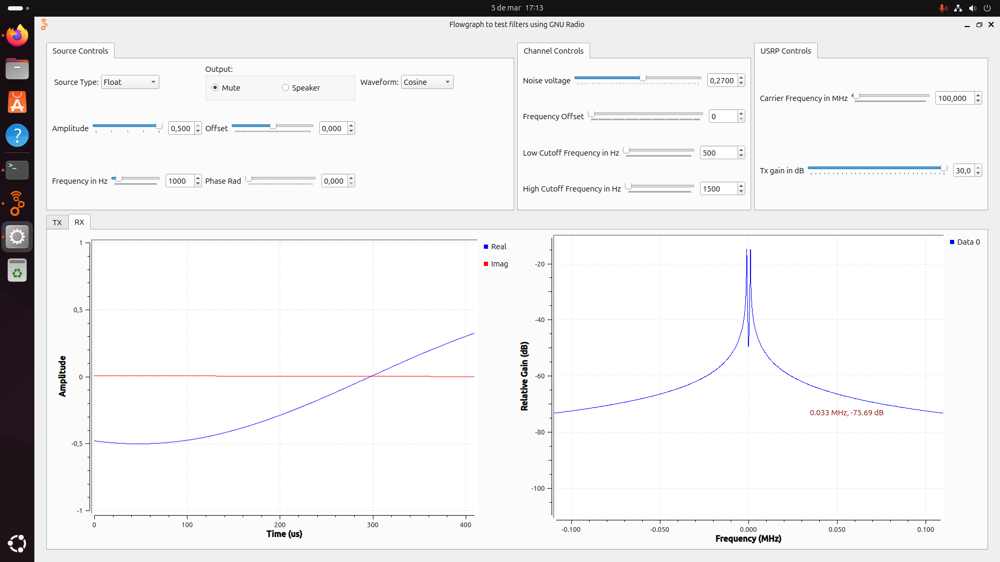 5 de mar 17:13
Flowgraph to test filters using GNU Radio
Source Controls
Output:
Source Type: Float
Mute
Speaker
Waveform: Cosine
Amplitude 0,500
Offset 0,000
Frequency in Hz 1000
Phase Rad 0,000
Channel Controls
Noise voltage 0,2700
Frequency Offset 0
Low Cutoff Frequency in Hz 500
High Cutoff Frequency in Hz 1500
USRP Controls
Carrier Frequency in MHz 100,000
Tx gain in dB 30,0
TX RX
1
0,5
0
-0,5
-1
Amplitude
0 100 200 300 400
Time (us)
Real
Imag
-20
-40
-60
-80
-100
Relative Gain (dB)
0.033 MHz, -75.69 dB
-0.100 -0.050 0.000 0.050 0.100
Frequency (MHz)
Data 0
>_
?